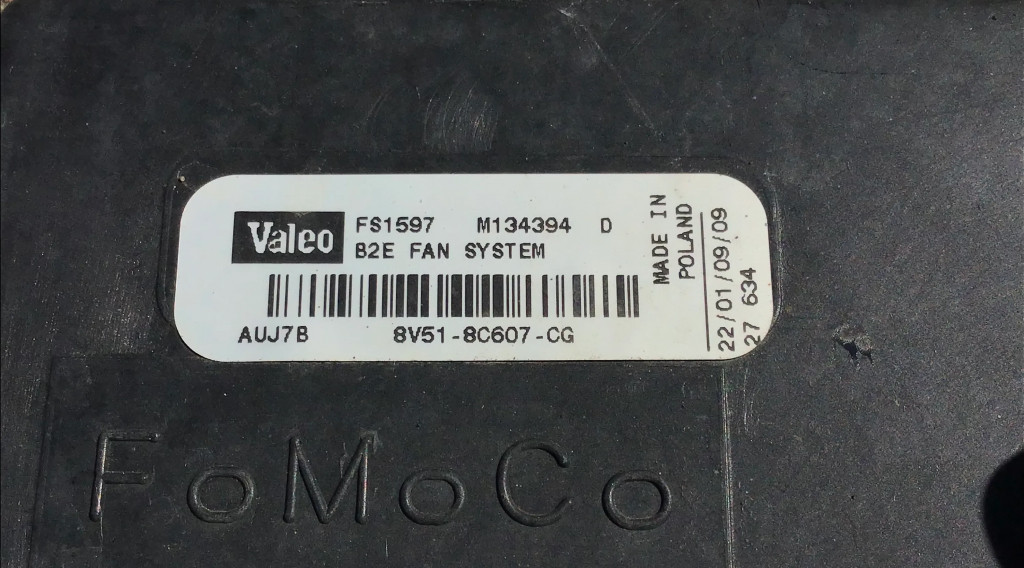 Valeo
FS1597 M134394 D
B2E FAN SYSTEM
AUJ7B 8V51-8C607-CG
MADE IN
POLAND
22/01/09/09
27 634
FoMoCo